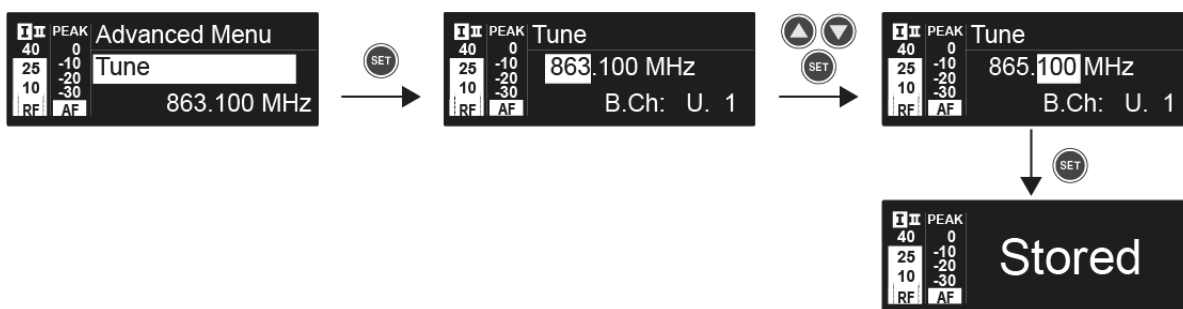 I II PEAK
Advanced Menu
40 0
25 -10
-20
10 -30
RF AF
Tune
863.100 MHz
SET
I II PEAK
Tune
40 0
25 -10
-20
10 -30
RF AF
863.100 MHz
B.Ch: U. 1
SET
I II PEAK
Tune
40 0
25 -10
-20
10 -30
RF AF
865.100 MHz
B.Ch: U. 1
SET
I II PEAK
40 0
25 -10
-20
10 -30
RF AF
Stored